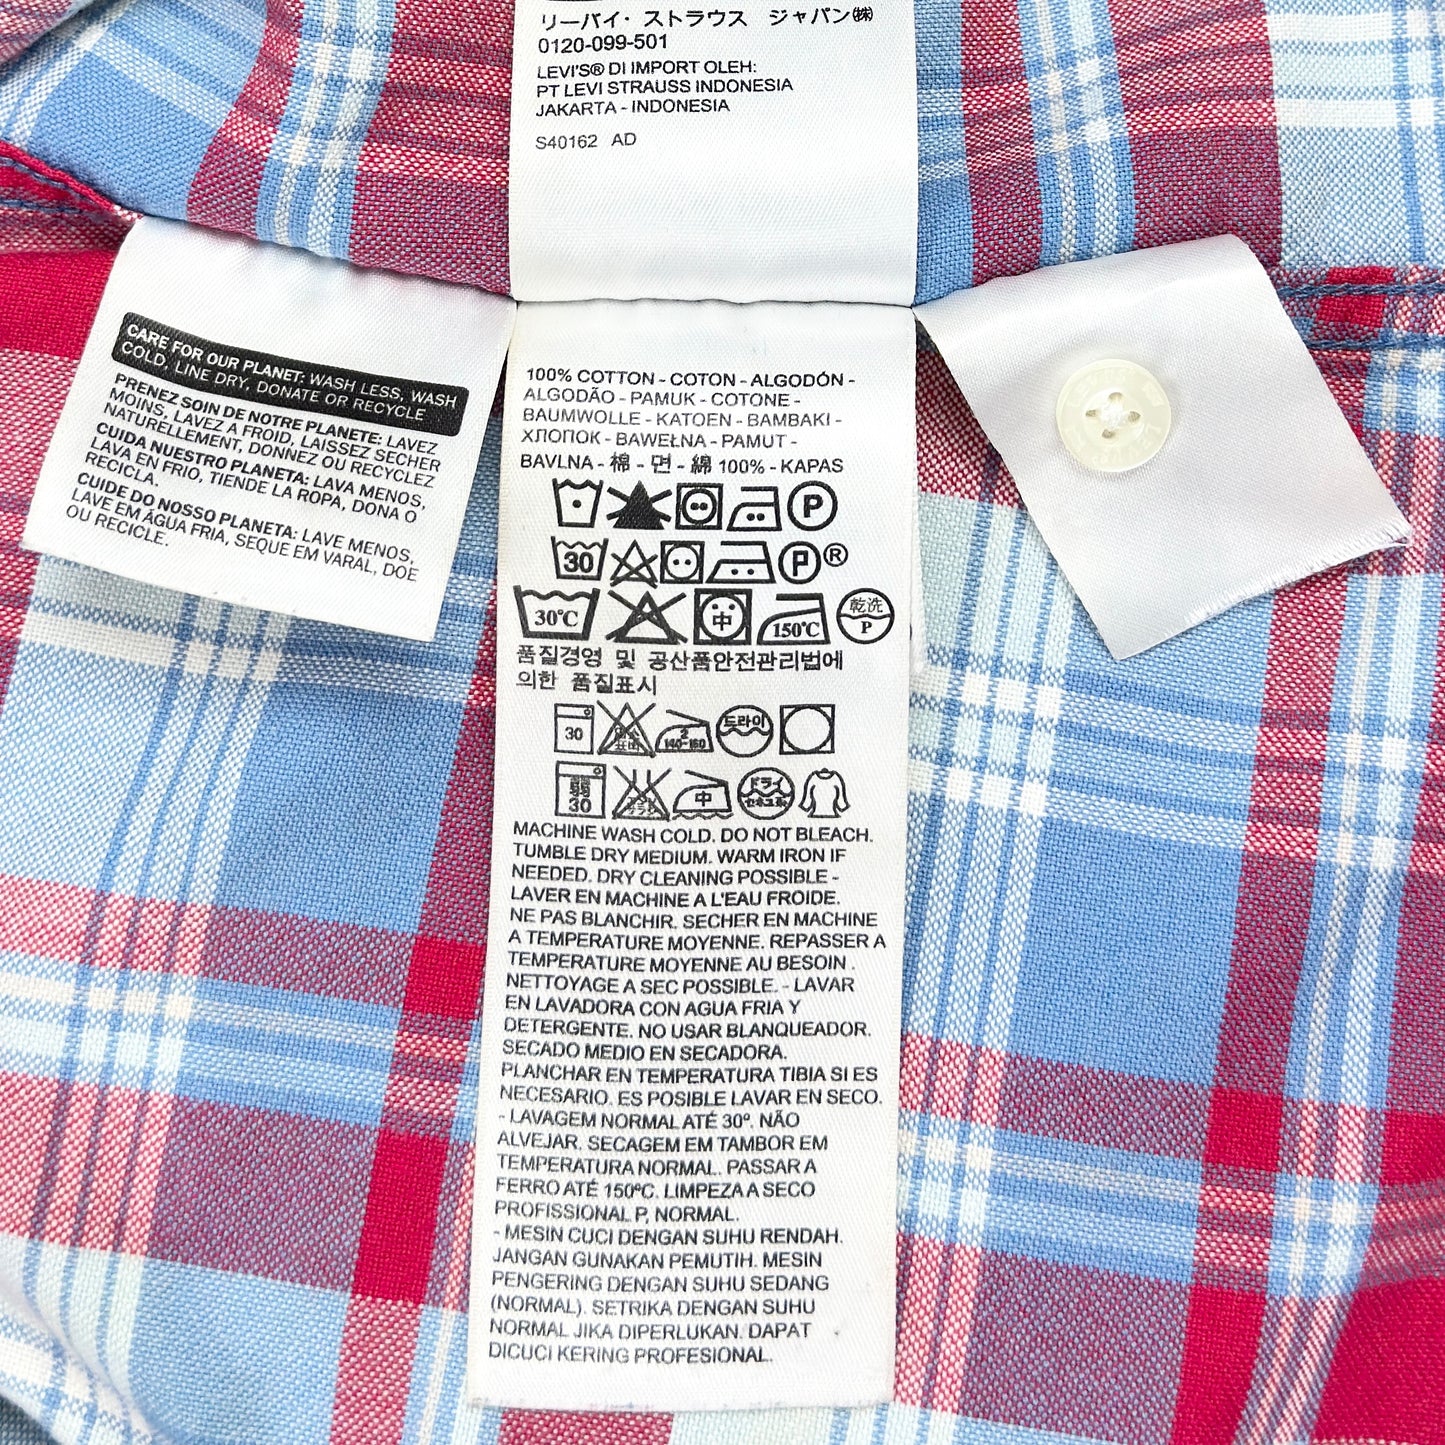 リーバイ・ストラウス ジャパン㈱
0120-099-501
LEVI'S® DI IMPORT OLEH:
PT LEVI STRAUSS INDONESIA
JAKARTA - INDONESIA
S40162 AD
CARE FOR OUR PLANET: WASH LESS, WASH
COLD, LINE DRY, DONATE OR RECYCLE
PRENEZ SOIN DE NOTRE PLANETE: LAVEZ
MOINS, LAVEZ A FROID, LAISSEZ SECHER
NATURELLEMENT, DONNEZ OU RECYCLEZ
CUIDA NUESTRO PLANETA: LAVA MENOS,
LAVA EN FRIO, TIENDE LA ROPA, DONA O
RECICLA.
CUIDE DO NOSSO PLANETA: LAVE MENOS,
LAVE EM ÁGUA FRIA, SEQUE EM VARAL, DOE
OU RECICLE.
100% COTTON - COTON - ALGODÓN -
ALGODÃO - PAMUK - COTONE -
BAUMWOLLE - KATOEN - BAMBAKI -
ХЛОПОК - BAWEŁNA - PAMUT -
BAVLNA - 棉 - 면 - 綿 100% - KAPAS
P
30 P ®
30°C 中 150℃ 乾洗 P
품질경영 및 공산품안전관리법에
의한 품질표시
30 2 140-160 드라이
弱 30 中 ドライ
MACHINE WASH COLD. DO NOT BLEACH.
TUMBLE DRY MEDIUM. WARM IRON IF
NEEDED. DRY CLEANING POSSIBLE -
LAVER EN MACHINE A L'EAU FROIDE.
NE PAS BLANCHIR. SECHER EN MACHINE
A TEMPERATURE MOYENNE. REPASSER A
TEMPERATURE MOYENNE AU BESOIN .
NETTOYAGE A SEC POSSIBLE. - LAVAR
EN LAVADORA CON AGUA FRIA Y
DETERGENTE. NO USAR BLANQUEADOR.
SECADO MEDIO EN SECADORA.
PLANCHAR EN TEMPERATURA TIBIA SI ES
NECESARIO. ES POSIBLE LAVAR EN SECO.
- LAVAGEM NORMAL ATÉ 30º. NÃO
ALVEJAR. SECAGEM EM TAMBOR EM
TEMPERATURA NORMAL. PASSAR A
FERRO ATÉ 150ºC. LIMPEZA A SECO
PROFISSIONAL P, NORMAL.
- MESIN CUCI DENGAN SUHU RENDAH.
JANGAN GUNAKAN PEMUTIH. MESIN
PENGERING DENGAN SUHU SEDANG
(NORMAL). SETRIKA DENGAN SUHU
NORMAL JIKA DIPERLUKAN. DAPAT
DICUCI KERING PROFESIONAL.